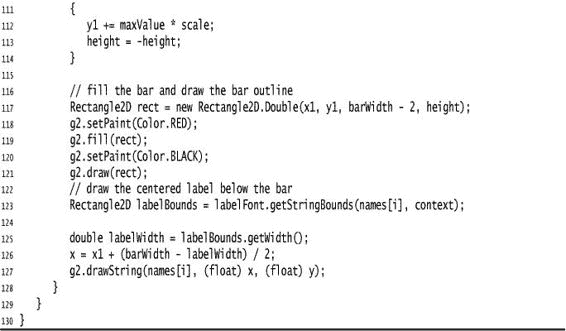 111 {
112 y1 += maxValue * scale;
113 height = -height;
114 }
115
116 // fill the bar and draw the bar outline
117 Rectangle2D rect = new Rectangle2D.Double(x1, y1, barWidth - 2, height);
118 g2.setPaint(Color.RED);
119 g2.fill(rect);
120 g2.setPaint(Color.BLACK);
121 g2.draw(rect);
122 // draw the centered label below the bar
123 Rectangle2D labelBounds = labelFont.getStringBounds(names[i], context);
124
125 double labelWidth = labelBounds.getWidth();
126 x = x1 + (barWidth - labelWidth) / 2;
127 g2.drawString(names[i], (float) x, (float) y);
128 }
129 }
130 }